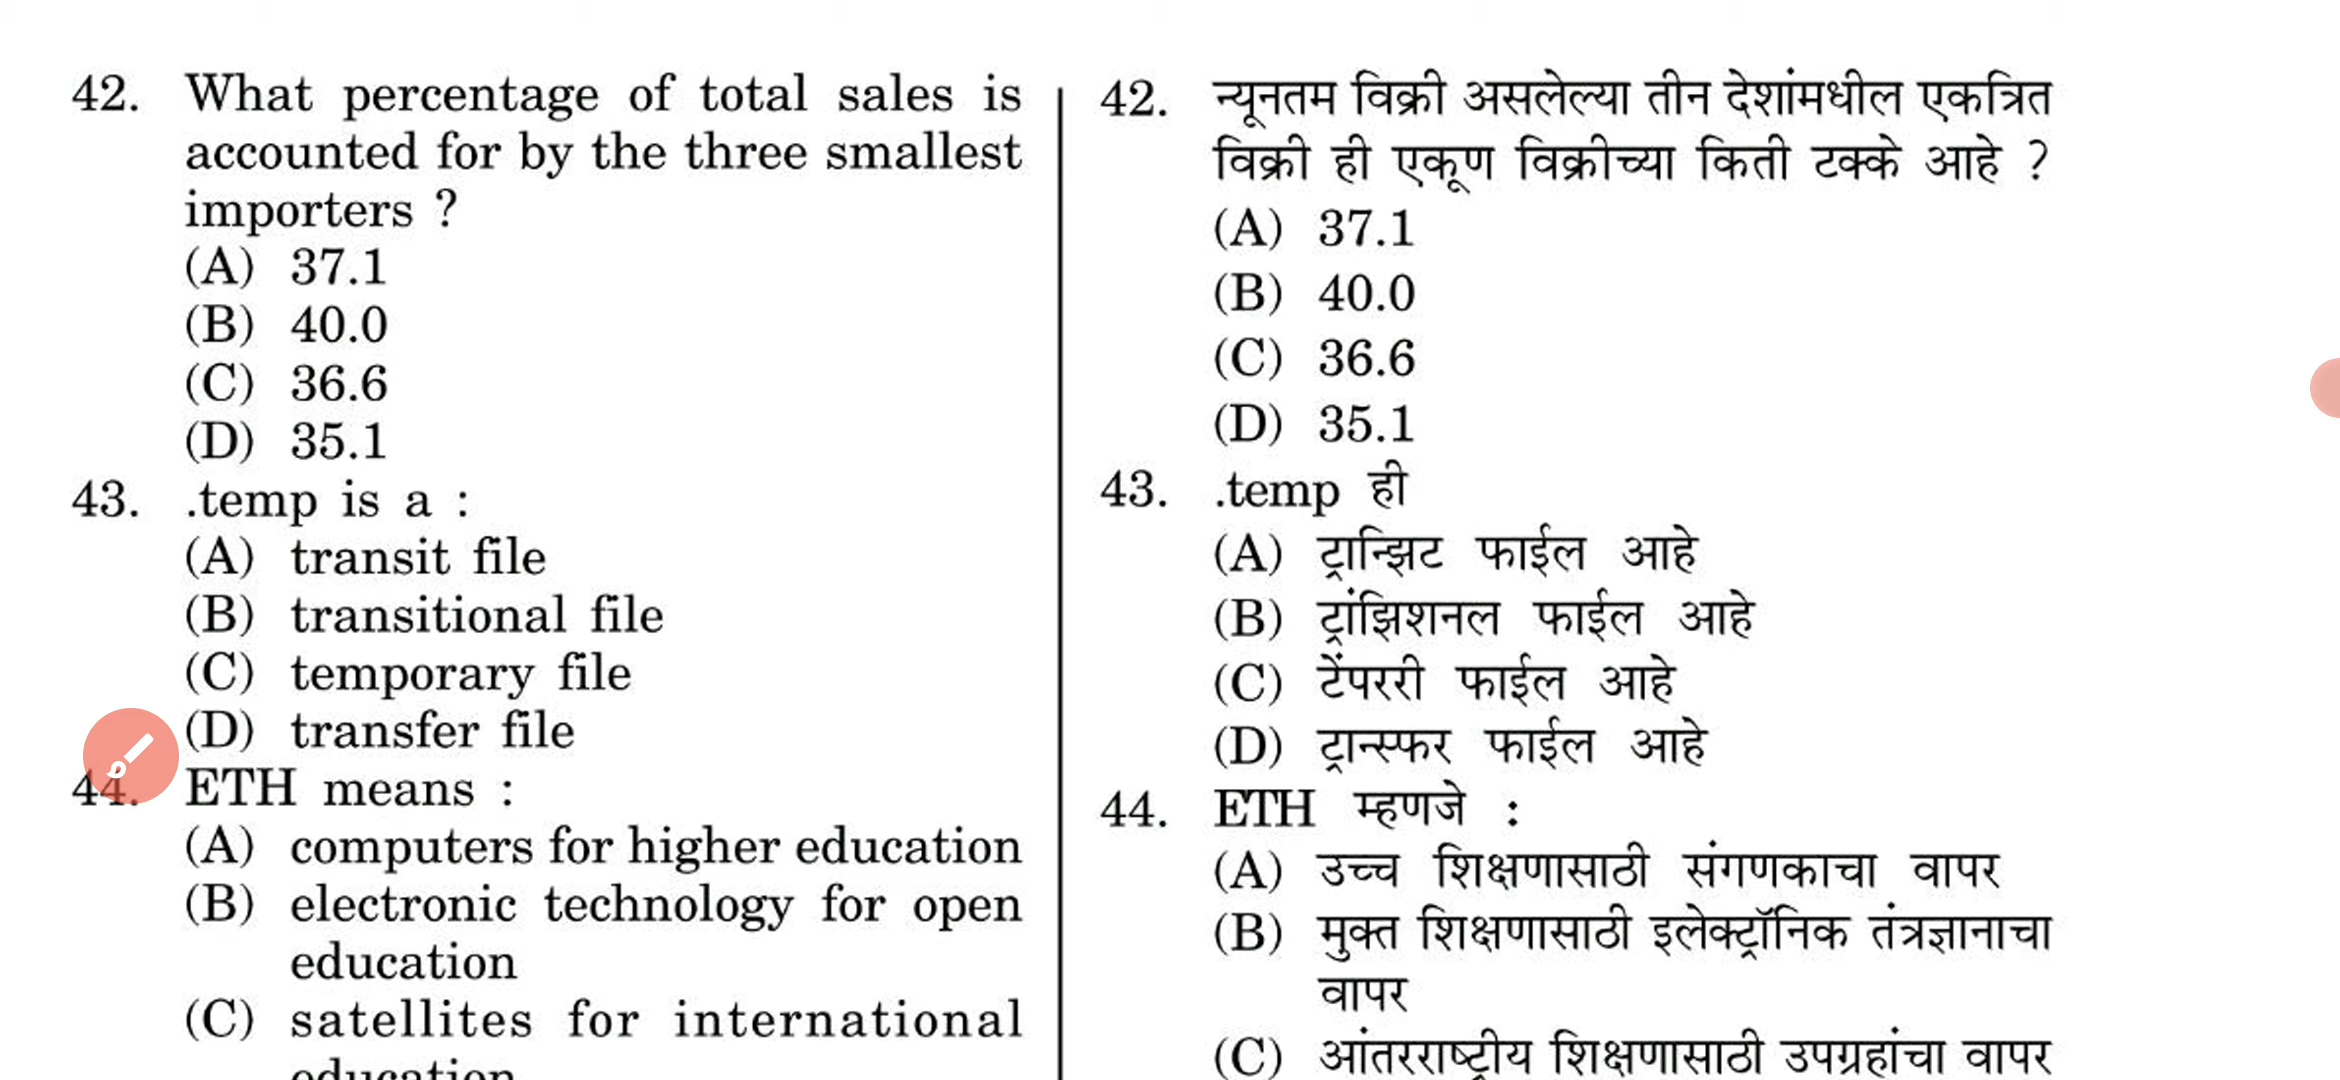 42. What percentage of total sales is
accounted for by the three smallest
importers ?
(A) 37.1
(B) 40.0
(C) 36.6
(D) 35.1
43. .temp is a :
(A) transit file
(B) transitional file
(C) temporary file
(D) transfer file
44. ETH means :
(A) computers for higher education
(B) electronic technology for open
education
(C) satellites for international
education
42. न्यूनतम विक्री असलेल्या तीन देशांमधील एकत्रित
विक्री ही एकूण विक्रीच्या किती टक्के आहे ?
(A) 37.1
(B) 40.0
(C) 36.6
(D) 35.1
43. .temp ही
(A) ट्रान्झिट फाईल आहे
(B) ट्रांझिशनल फाईल आहे
(C) टेंपररी फाईल आहे
(D) ट्रान्स्फर फाईल आहे
44. ETH म्हणजे :
(A) उच्च शिक्षणासाठी संगणकाचा वापर
(B) मुक्त शिक्षणासाठी इलेक्ट्रॉनिक तंत्रज्ञानाचा
वापर
(C) आंतरराष्ट्रीय शिक्षणासाठी उपग्रहांचा वापर